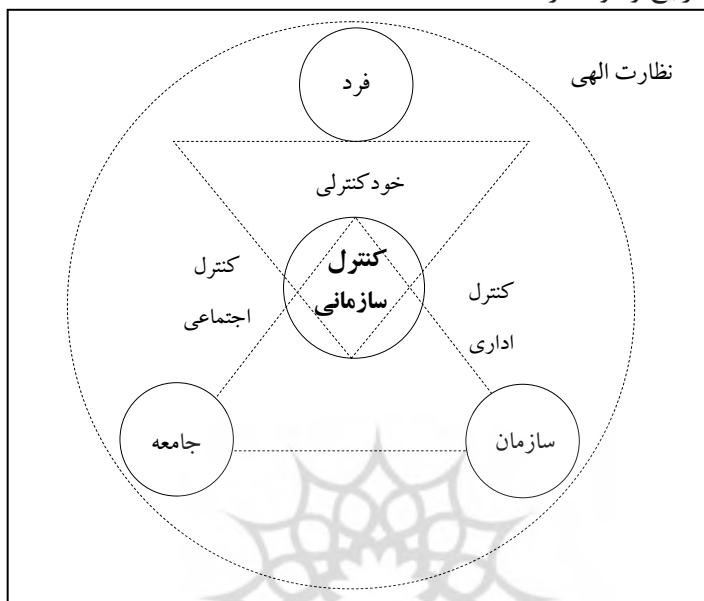 نظارت الهی
فرد
خودکنترلی
کنترل
سازمانی
کنترل
اجتماعی
کنترل
اداری
جامعه
سازمان